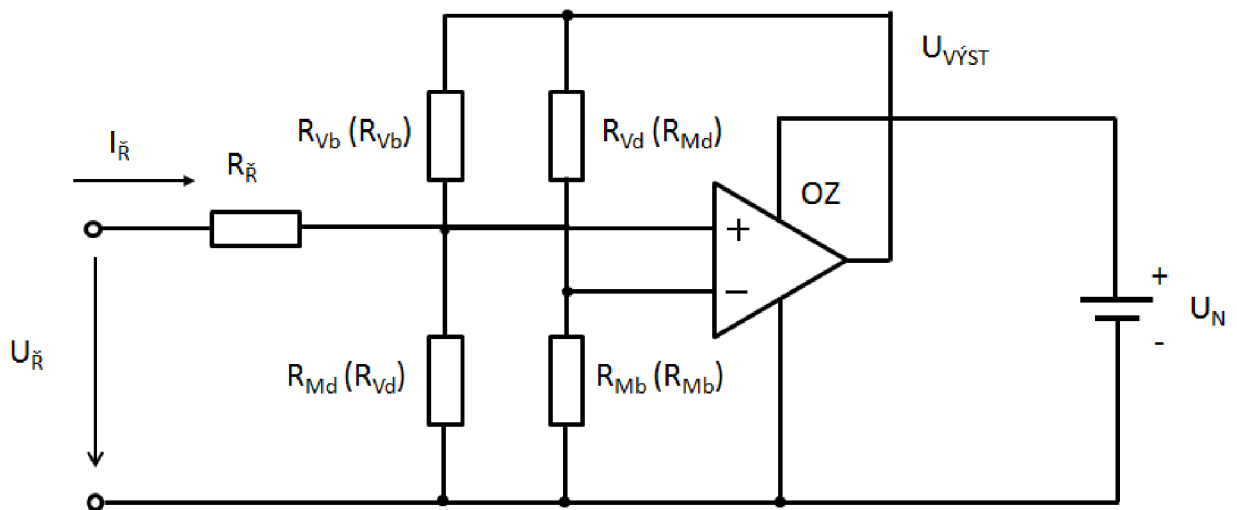 U_VÝST
R_Vb (R_Vb)
R_Vd (R_Md)
I_Ř
R_Ř
OZ
+
−
+
U_N
-
U_Ř
R_Md (R_Vd)
R_Mb (R_Mb)